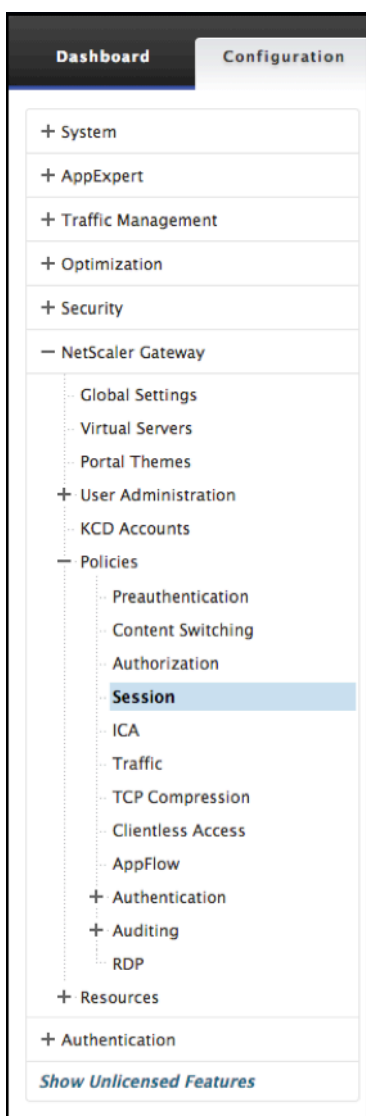 Dashboard Configuration
+ System
+ AppExpert
+ Traffic Management
+ Optimization
+ Security
− NetScaler Gateway
Global Settings
Virtual Servers
Portal Themes
+ User Administration
KCD Accounts
− Policies
Preauthentication
Content Switching
Authorization
Session
ICA
Traffic
TCP Compression
Clientless Access
AppFlow
+ Authentication
+ Auditing
RDP
+ Resources
+ Authentication
Show Unlicensed Features